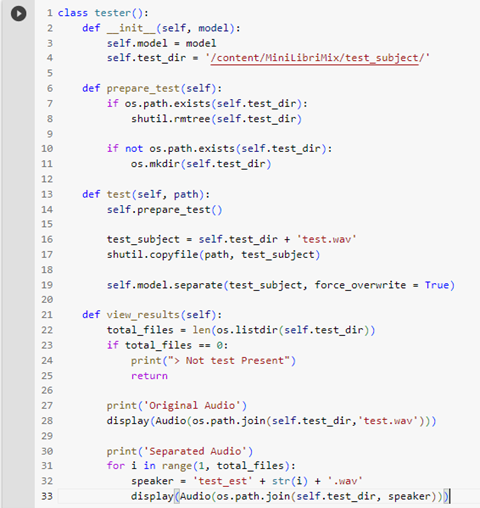 1 class tester():
2     def __init__(self, model):
3         self.model = model
4         self.test_dir = '/content/MiniLibriMix/test_subject/'
5
6     def prepare_test(self):
7         if os.path.exists(self.test_dir):
8             shutil.rmtree(self.test_dir)
9
10         if not os.path.exists(self.test_dir):
11             os.mkdir(self.test_dir)
12
13     def test(self, path):
14         self.prepare_test()
15
16         test_subject = self.test_dir + 'test.wav'
17         shutil.copyfile(path, test_subject)
18
19         self.model.separate(test_subject, force_overwrite = True)
20
21     def view_results(self):
22         total_files = len(os.listdir(self.test_dir))
23         if total_files == 0:
24             print("> Not test Present")
25             return
26
27         print('Original Audio')
28         display(Audio(os.path.join(self.test_dir,'test.wav')))
29
30         print('Separated Audio')
31         for i in range(1, total_files):
32             speaker = 'test_est' + str(i) + '.wav'
33             display(Audio(os.path.join(self.test_dir, speaker)))